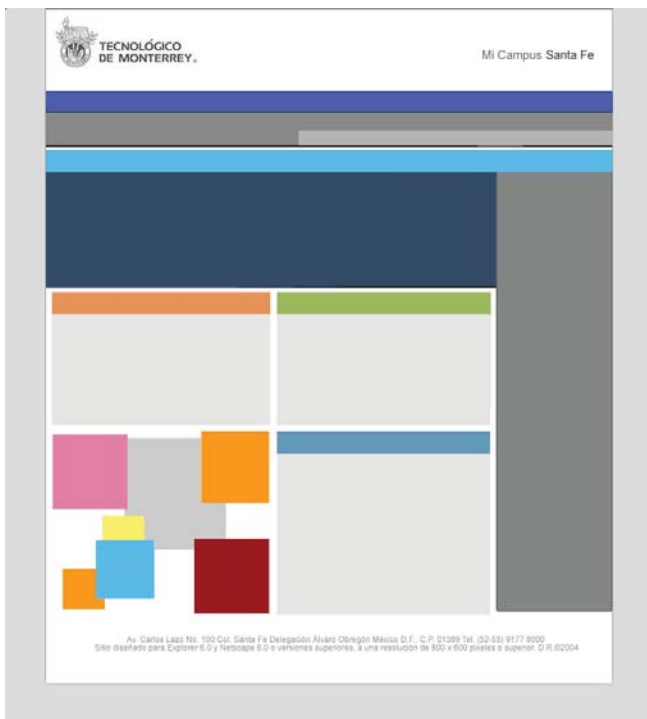 TECNOLÓGICO
DE MONTERREY.
Mi Campus Santa Fe
Av. Carlos Lazo No. 100 Col. Santa Fe Delegación Álvaro Obregón México D.F., C.P. 01389 Tel. (52-55) 9177 8000
Sitio diseñado para Explorer 6.0 y Netscape 6.0 o versiones superiores, a una resolución de 800 x 600 pixeles o superior. D.R.©2004